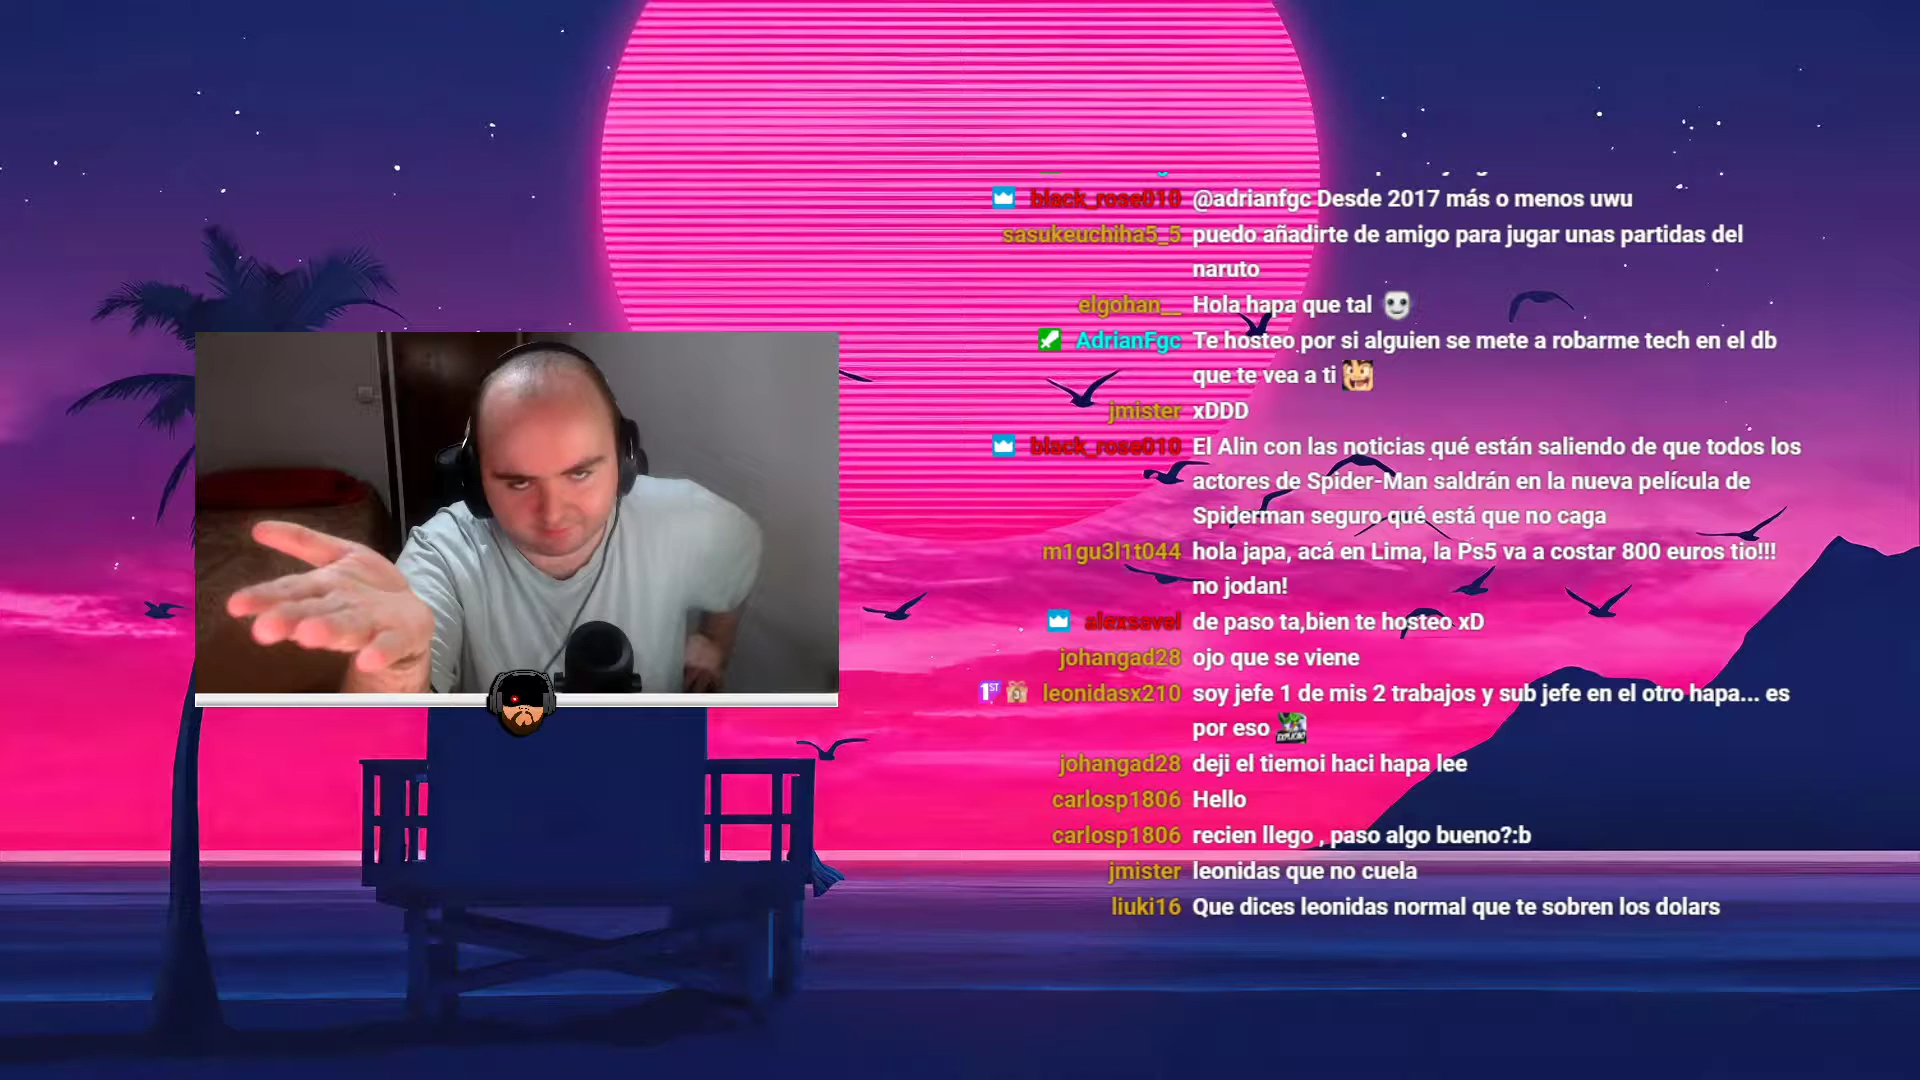 black_rose010 @adrianfgc Desde 2017 más o menos uwu
sasukeuchiha5_5 puedo añadirte de amigo para jugar unas partidas del
naruto
elgohan__ Hola hapa que tal
AdrianFgc Te hosteo por si alguien se mete a robarme tech en el db
que te vea a ti
jmister xDDD
black_rose010 El Alin con las noticias qué están saliendo de que todos los
actores de Spider-Man saldrán en la nueva película de
Spiderman seguro qué está que no caga
m1gu3l1t044 hola japa, acá en Lima, la Ps5 va a costar 800 euros tio!!!
no jodan!
alexsavel de paso ta,bien te hosteo xD
johangad28 ojo que se viene
1ST 3 leonidasx210 soy jefe 1 de mis 2 trabajos y sub jefe en el otro hapa... es
por eso
johangad28 deji el tiemoi haci hapa lee
carlosp1806 Hello
carlosp1806 recien llego , paso algo bueno?:b
jmister leonidas que no cuela
liuki16 Que dices leonidas normal que te sobren los dolars